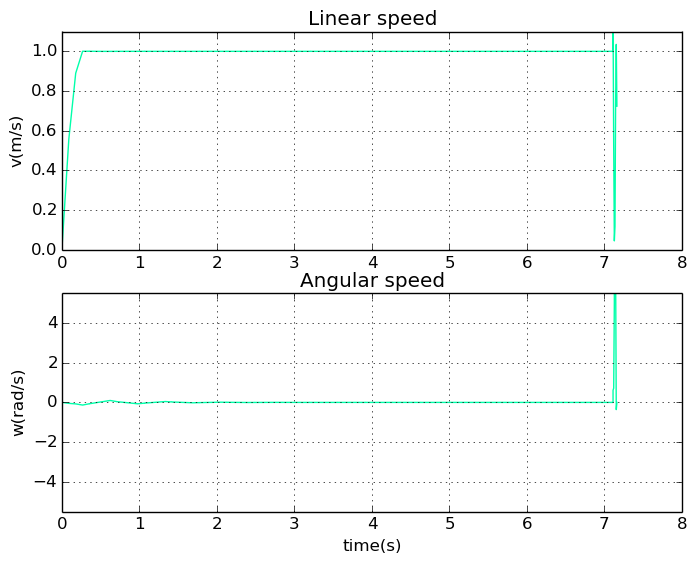 Linear speed
1.0
0.8
0.6
0.4
0.2
0.0
v(m/s)
0 1 2 3 4 5 6 7 8
Angular speed
4
2
0
−2
−4
w(rad/s)
0 1 2 3 4 5 6 7 8
time(s)